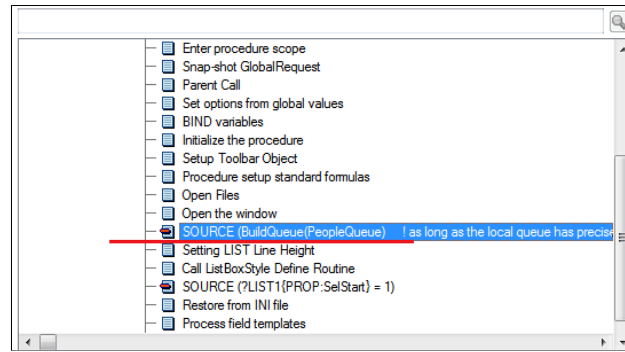 Enter procedure scope
Snap-shot GlobalRequest
Parent Call
Set options from global values
BIND variables
Initialize the procedure
Setup Toolbar Object
Procedure setup standard formulas
Open Files
Open the window
SOURCE (BuildQueue(PeopleQueue) ! as long as the local queue has precise
Setting LIST Line Height
Call ListBoxStyle Define Routine
SOURCE (?LIST1{PROP:SelStart} = 1)
Restore from INI file
Process field templates